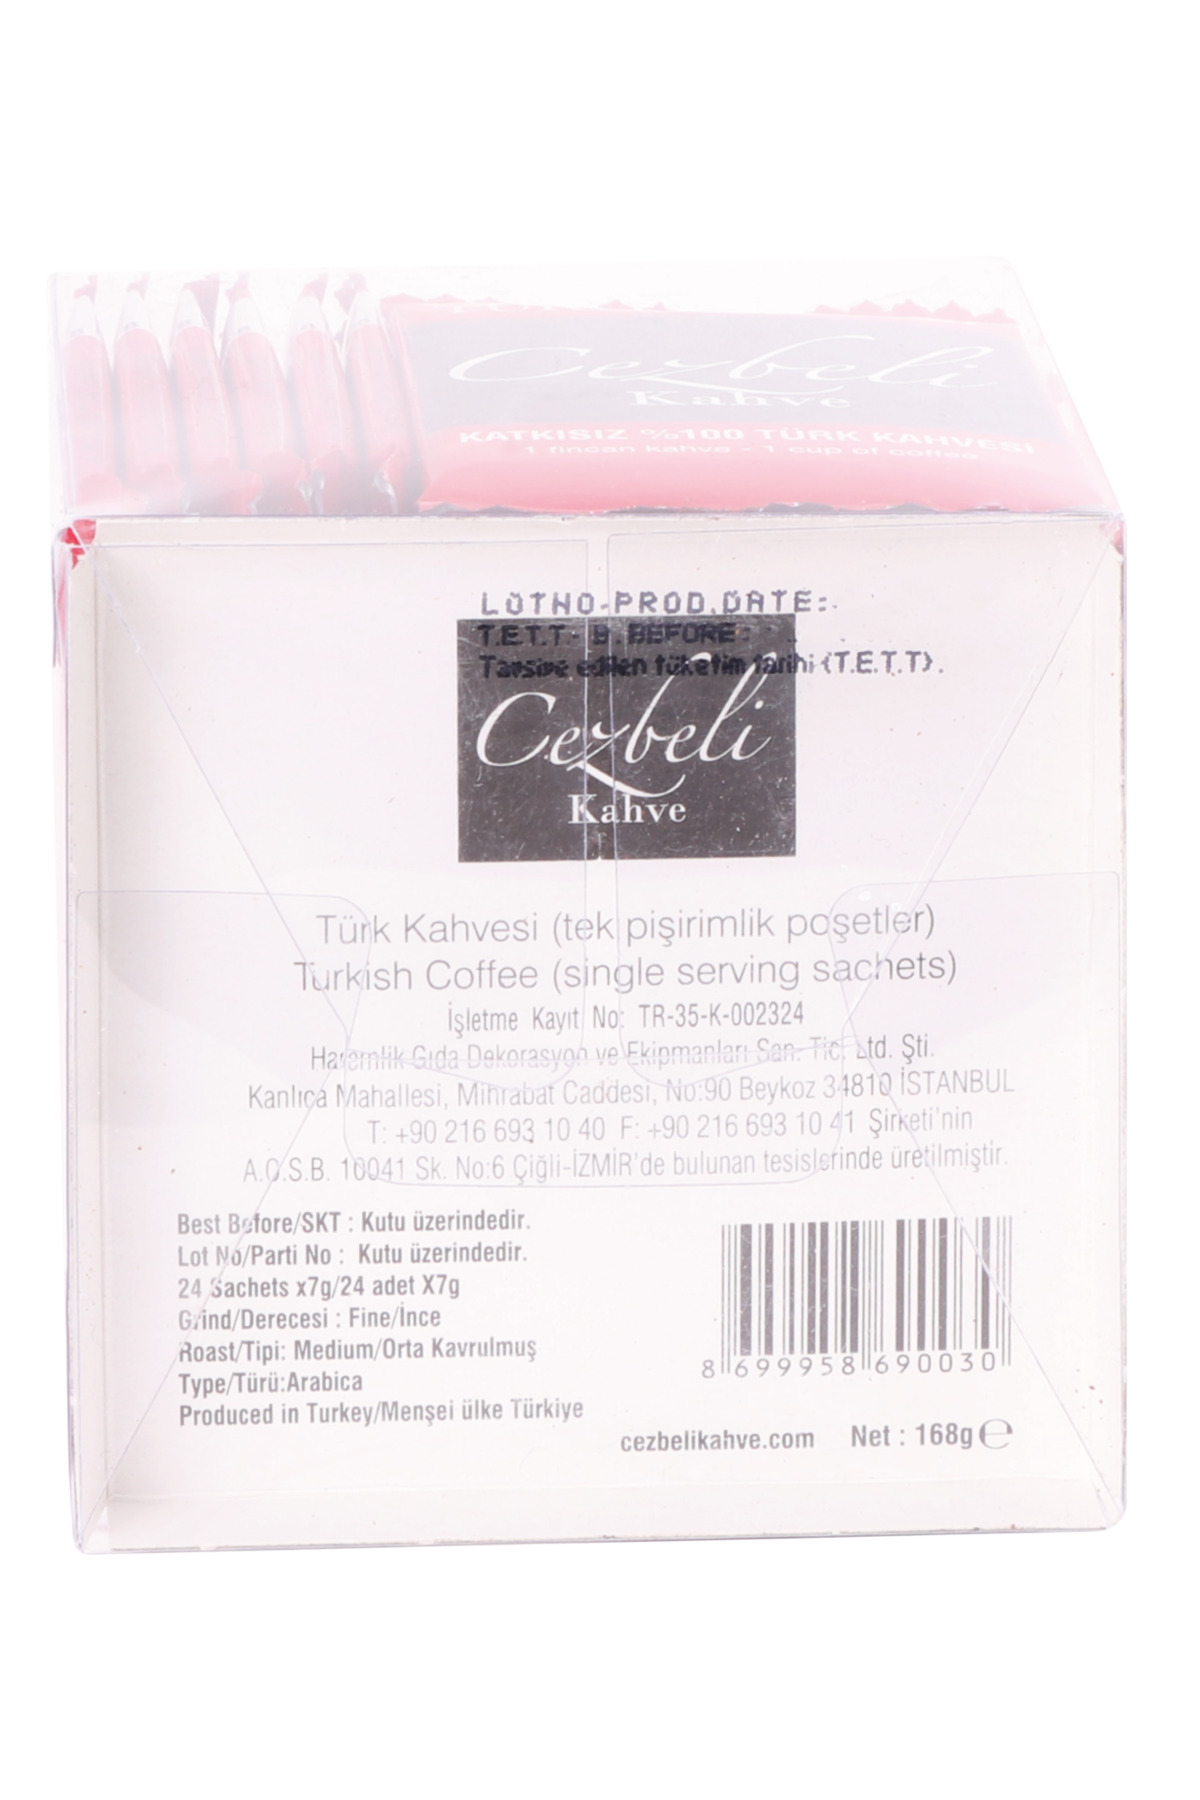 Cezbeli
Kahve
KATKISIZ %100 TÜRK KAHVESİ
1 fincan kahve - 1 cup of coffee
LOTNO-PROD.DATE:
T.E.T.T- B.BEFORE:
Tavsiye edilen tüketim tarihi (T.E.T.T).
Cezbeli
Kahve
Türk Kahvesi (tek pişirimlik poşetler)
Turkish Coffee (single serving sachets)
İşletme Kayıt No: TR-35-K-002324
Haremlik Gıda Dekorasyon ve Ekipmanları San. Tic. Ltd. Şti.
Kanlıca Mahallesi, Mihrabat Caddesi, No:90 Beykoz 34810 İSTANBUL
T: +90 216 693 10 40 F: +90 216 693 10 41 Şirketi'nin
A.O.S.B. 10041 Sk. No:6 Çiğli-İZMİR'de bulunan tesislerinde üretilmiştir.
Best Before/SKT : Kutu üzerindedir.
Lot No/Parti No : Kutu üzerindedir.
24 Sachets x7g/24 adet X7g
Grind/Derecesi : Fine/İnce
Roast/Tipi: Medium/Orta Kavrulmuş
Type/Türü:Arabica
Produced in Turkey/Menşei ülke Türkiye
8 699958 690030
cezbelikahve.com Net : 168g ℮